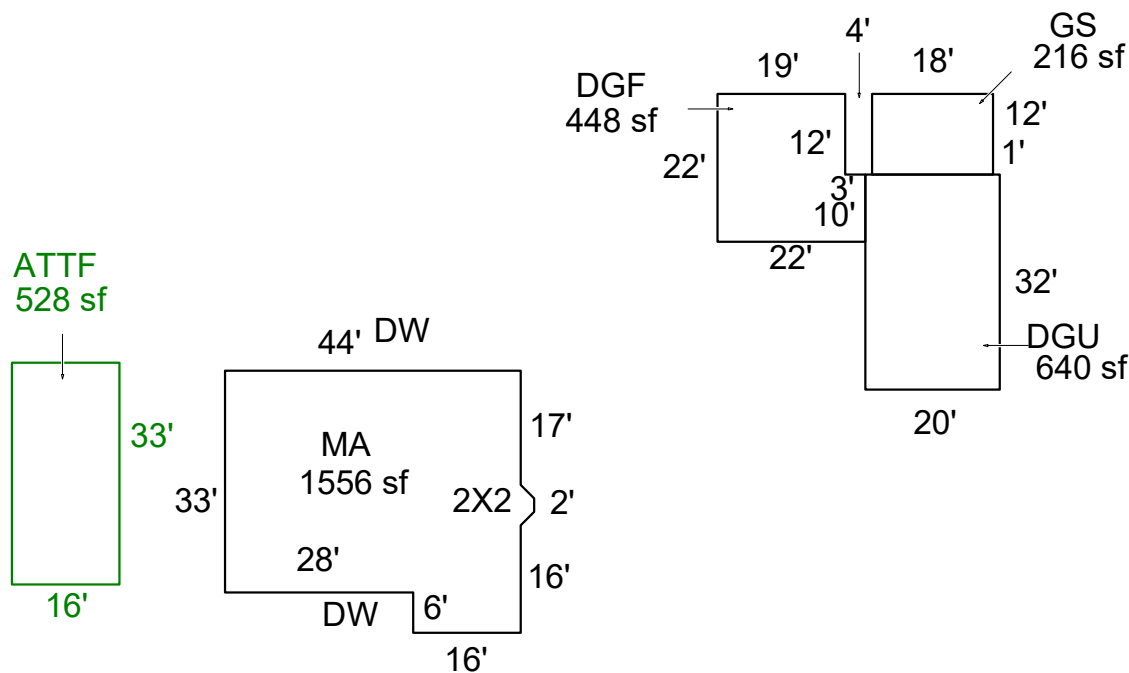 4'
GS
216 sf
19'
18'
DGF
448 sf
12'
12'
22'
1'
3'
10'
22'
ATTF
528 sf
32'
DW
44'
DGU
640 sf
20'
17'
33'
MA
1556 sf
33'
2X2
2'
28'
16'
16'
DW
6'
16'